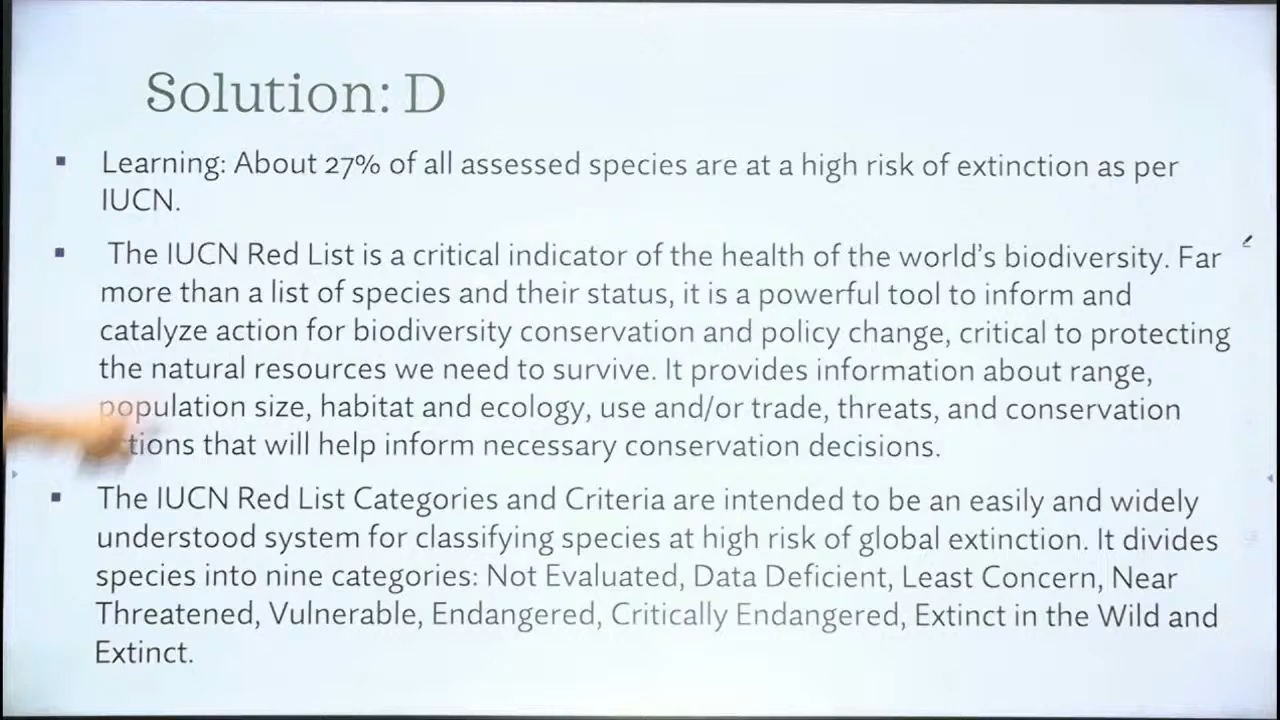 Solution: D
▪ Learning: About 27% of all assessed species are at a high risk of extinction as per
IUCN.
▪ The IUCN Red List is a critical indicator of the health of the world's biodiversity. Far
more than a list of species and their status, it is a powerful tool to inform and
catalyze action for biodiversity conservation and policy change, critical to protecting
the natural resources we need to survive. It provides information about range,
population size, habitat and ecology, use and/or trade, threats, and conservation
that will help inform necessary conservation decisions.
▪ The IUCN Red List Categories and Criteria are intended to be an easily and widely
understood system for classifying species at high risk of global extinction. It divides
species into nine categories: Not Evaluated, Data Deficient, Least Concern, Near
Threatened, Vulnerable, Endangered, Critically Endangered, Extinct in the Wild and
Extinct.